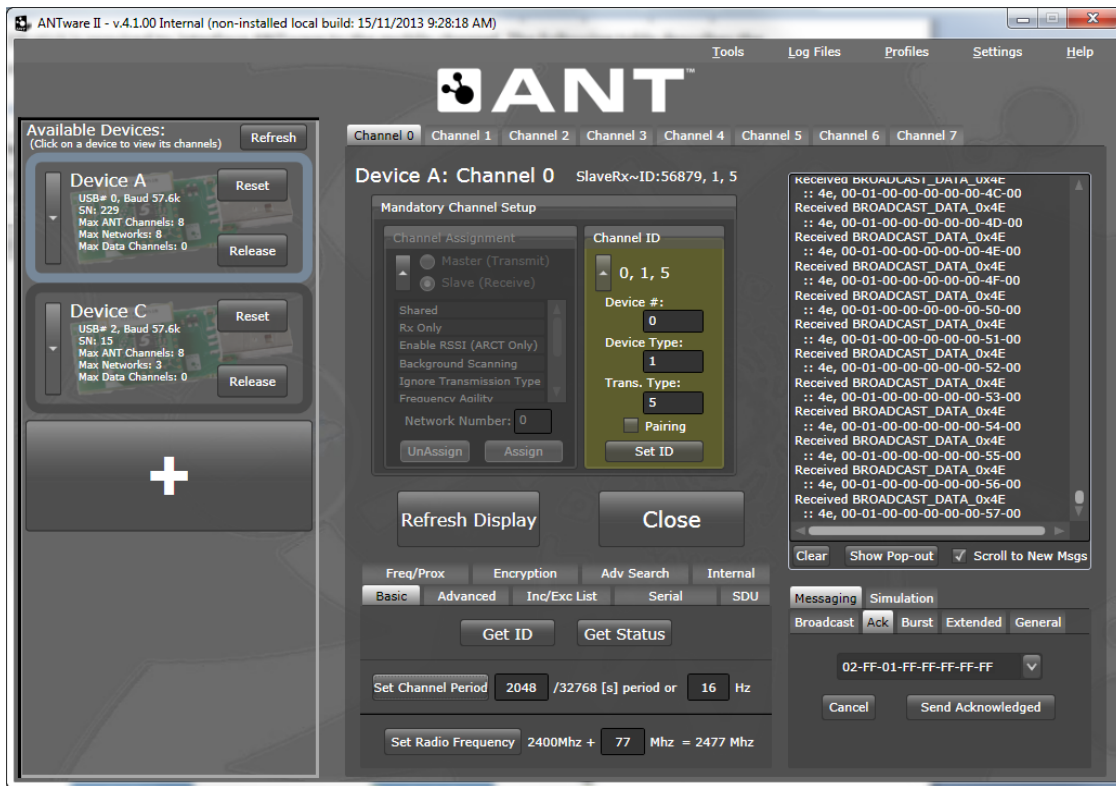 ANTware II - v.4.1.00 Internal (non-installed local build: 15/11/2013 9:28:18 AM)
Tools Log Files Profiles Settings Help
ANT™
Available Devices:
(Click on a device to view its channels)
Refresh
Device A
USB# 0, Baud 57.6k
SN: 229
Max ANT Channels: 8
Max Networks: 8
Max Data Channels: 0
Reset
Release
Device C
USB# 2, Baud 57.6k
SN: 15
Max ANT Channels: 8
Max Networks: 3
Max Data Channels: 0
Reset
Release
Channel 0 Channel 1 Channel 2 Channel 3 Channel 4 Channel 5 Channel 6 Channel 7
Device A: Channel 0 SlaveRx~ID:56879, 1, 5
Mandatory Channel Setup
Channel Assignment
Master (Transmit)
Slave (Receive)
Shared
Rx Only
Enable RSSI (ARCT Only)
Background Scanning
Ignore Transmission Type
Frequency Agility
Network Number: 0
UnAssign Assign
Channel ID
0, 1, 5
Device #:
0
Device Type:
1
Trans. Type:
5
Pairing
Set ID
Refresh Display Close
Freq/Prox Encryption Adv Search Internal
Basic Advanced Inc/Exc List Serial SDU
Get ID Get Status
Set Channel Period 2048 /32768 [s] period or 16 Hz
Set Radio Frequency 2400Mhz + 77 Mhz = 2477 Mhz
Received BROADCAST_DATA_0x4E
:: 4e, 00-01-00-00-00-00-00-4C-00
Received BROADCAST_DATA_0x4E
:: 4e, 00-01-00-00-00-00-00-4D-00
Received BROADCAST_DATA_0x4E
:: 4e, 00-01-00-00-00-00-00-4E-00
Received BROADCAST_DATA_0x4E
:: 4e, 00-01-00-00-00-00-00-4F-00
Received BROADCAST_DATA_0x4E
:: 4e, 00-01-00-00-00-00-00-50-00
Received BROADCAST_DATA_0x4E
:: 4e, 00-01-00-00-00-00-00-51-00
Received BROADCAST_DATA_0x4E
:: 4e, 00-01-00-00-00-00-00-52-00
Received BROADCAST_DATA_0x4E
:: 4e, 00-01-00-00-00-00-00-53-00
Received BROADCAST_DATA_0x4E
:: 4e, 00-01-00-00-00-00-00-54-00
Received BROADCAST_DATA_0x4E
:: 4e, 00-01-00-00-00-00-00-55-00
Received BROADCAST_DATA_0x4E
:: 4e, 00-01-00-00-00-00-00-56-00
Received BROADCAST_DATA_0x4E
:: 4e, 00-01-00-00-00-00-00-57-00
Clear Show Pop-out Scroll to New Msgs
Messaging Simulation
Broadcast Ack Burst Extended General
02-FF-01-FF-FF-FF-FF-FF
Cancel Send Acknowledged